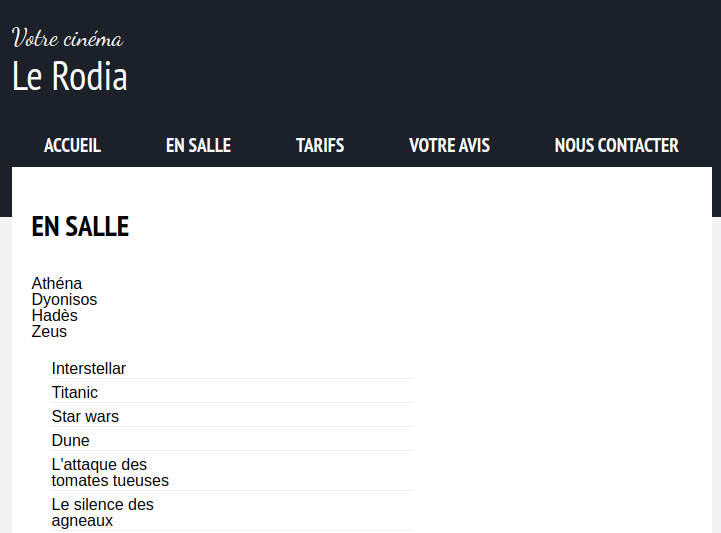 Votre cinéma
Le Rodia
ACCUEIL EN SALLE TARIFS VOTRE AVIS NOUS CONTACTER
EN SALLE
Athéna
Dyonisos
Hadès
Zeus
Interstellar
Titanic
Star wars
Dune
L'attaque des
tomates tueuses
Le silence des
agneaux